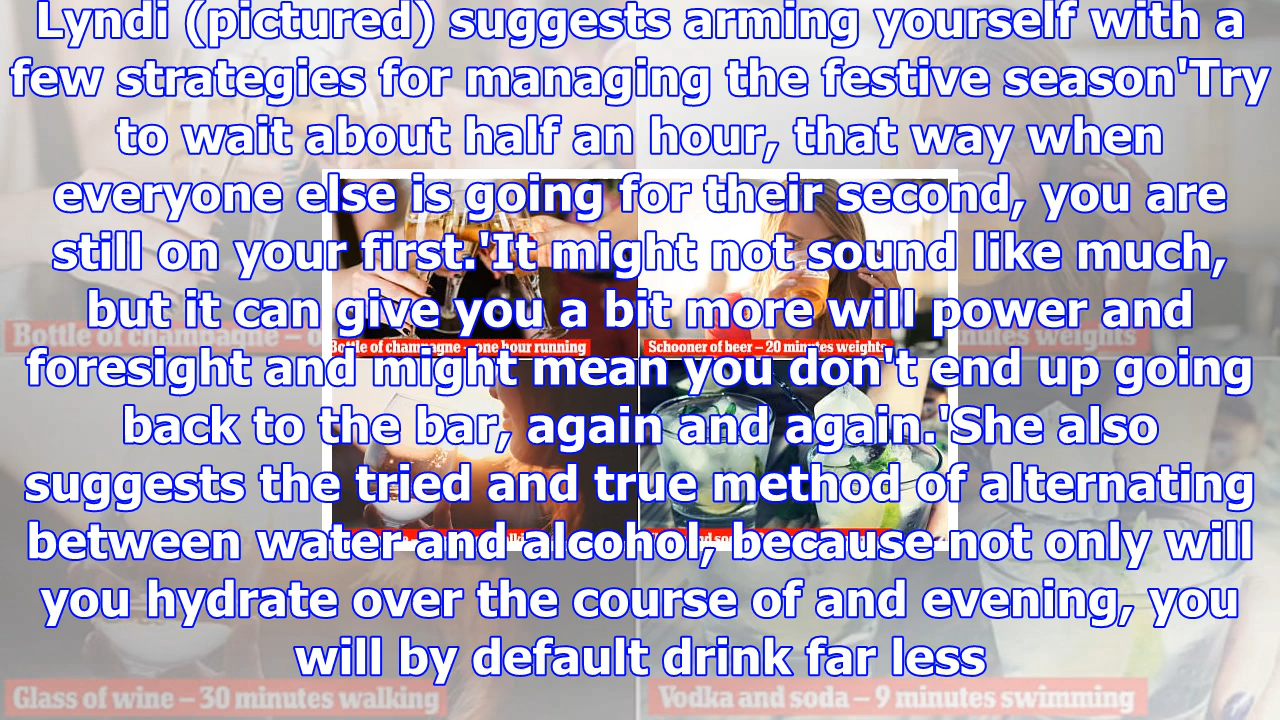 Lyndi (pictured) suggests arming yourself with a
few strategies for managing the festive season'Try
to wait about half an hour, that way when
everyone else is going for their second, you are
still on your first.'It might not sound like much,
but it can give you a bit more will power and
foresight and might mean you don't end up going
back to the bar, again and again.'She also
suggests the tried and true method of alternating
between water and alcohol, because not only will
you hydrate over the course of and evening, you
will by default drink far less
Bottle of champagne – one hour running
Schooner of beer – 20 minutes weights
Bottle of champagne –
minutes weights
Glass of wine – 30 minutes walking
Vodka and soda – 9 minutes swimming